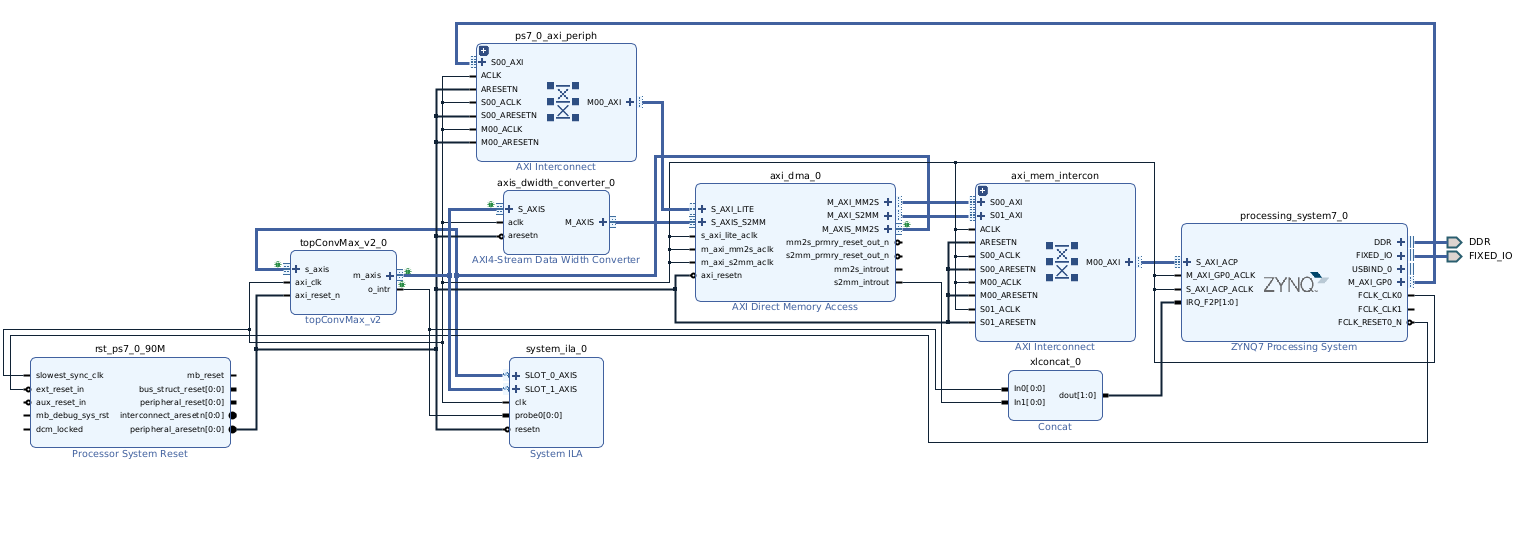 ps7_0_axi_periph
S00_AXI
ACLK
ARESETN
S00_ACLK
M00_AXI
S00_ARESETN
M00_ACLK
M00_ARESETN
AXI Interconnect
axis_dwidth_converter_0
S_AXIS
aclk
M_AXIS
aresetn
AXI4-Stream Data Width Converter
topConvMax_v2_0
s_axis
m_axis
axi_clk
o_intr
axi_reset_n
topConvMax_v2
axi_dma_0
M_AXI_MM2S
S_AXI_LITE
M_AXI_S2MM
S_AXIS_S2MM
M_AXIS_MM2S
s_axi_lite_aclk
mm2s_prmry_reset_out_n
m_axi_mm2s_aclk
s2mm_prmry_reset_out_n
m_axi_s2mm_aclk
mm2s_introut
axi_resetn
s2mm_introut
AXI Direct Memory Access
axi_mem_intercon
S00_AXI
S01_AXI
ACLK
ARESETN
S00_ACLK
M00_AXI
S00_ARESETN
M00_ACLK
M00_ARESETN
S01_ACLK
S01_ARESETN
AXI Interconnect
processing_system7_0
DDR
FIXED_IO
S_AXI_ACP
USBIND_0
M_AXI_GP0_ACLK
M_AXI_GP0
ZYNQ
S_AXI_ACP_ACLK
FCLK_CLK0
IRQ_F2P[1:0]
FCLK_CLK1
FCLK_RESET0_N
ZYNQ7 Processing System
DDR
FIXED_IO
rst_ps7_0_90M
slowest_sync_clk
mb_reset
ext_reset_in
bus_struct_reset[0:0]
aux_reset_in
peripheral_reset[0:0]
mb_debug_sys_rst
interconnect_aresetn[0:0]
dcm_locked
peripheral_aresetn[0:0]
Processor System Reset
system_ila_0
SLOT_0_AXIS
SLOT_1_AXIS
clk
probe0[0:0]
resetn
System ILA
xlconcat_0
In0[0:0]
dout[1:0]
In1[0:0]
Concat